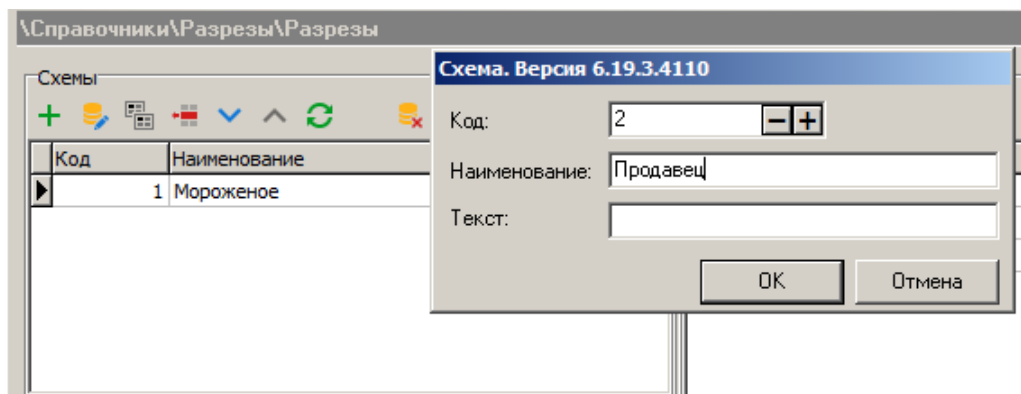 \Справочники\Разрезы\Разрезы
Схемы
Код Наименование
1 Мороженое
Схема. Версия 6.19.3.4110
Код: 2
Наименование: Продавец
Текст:
OK Отмена